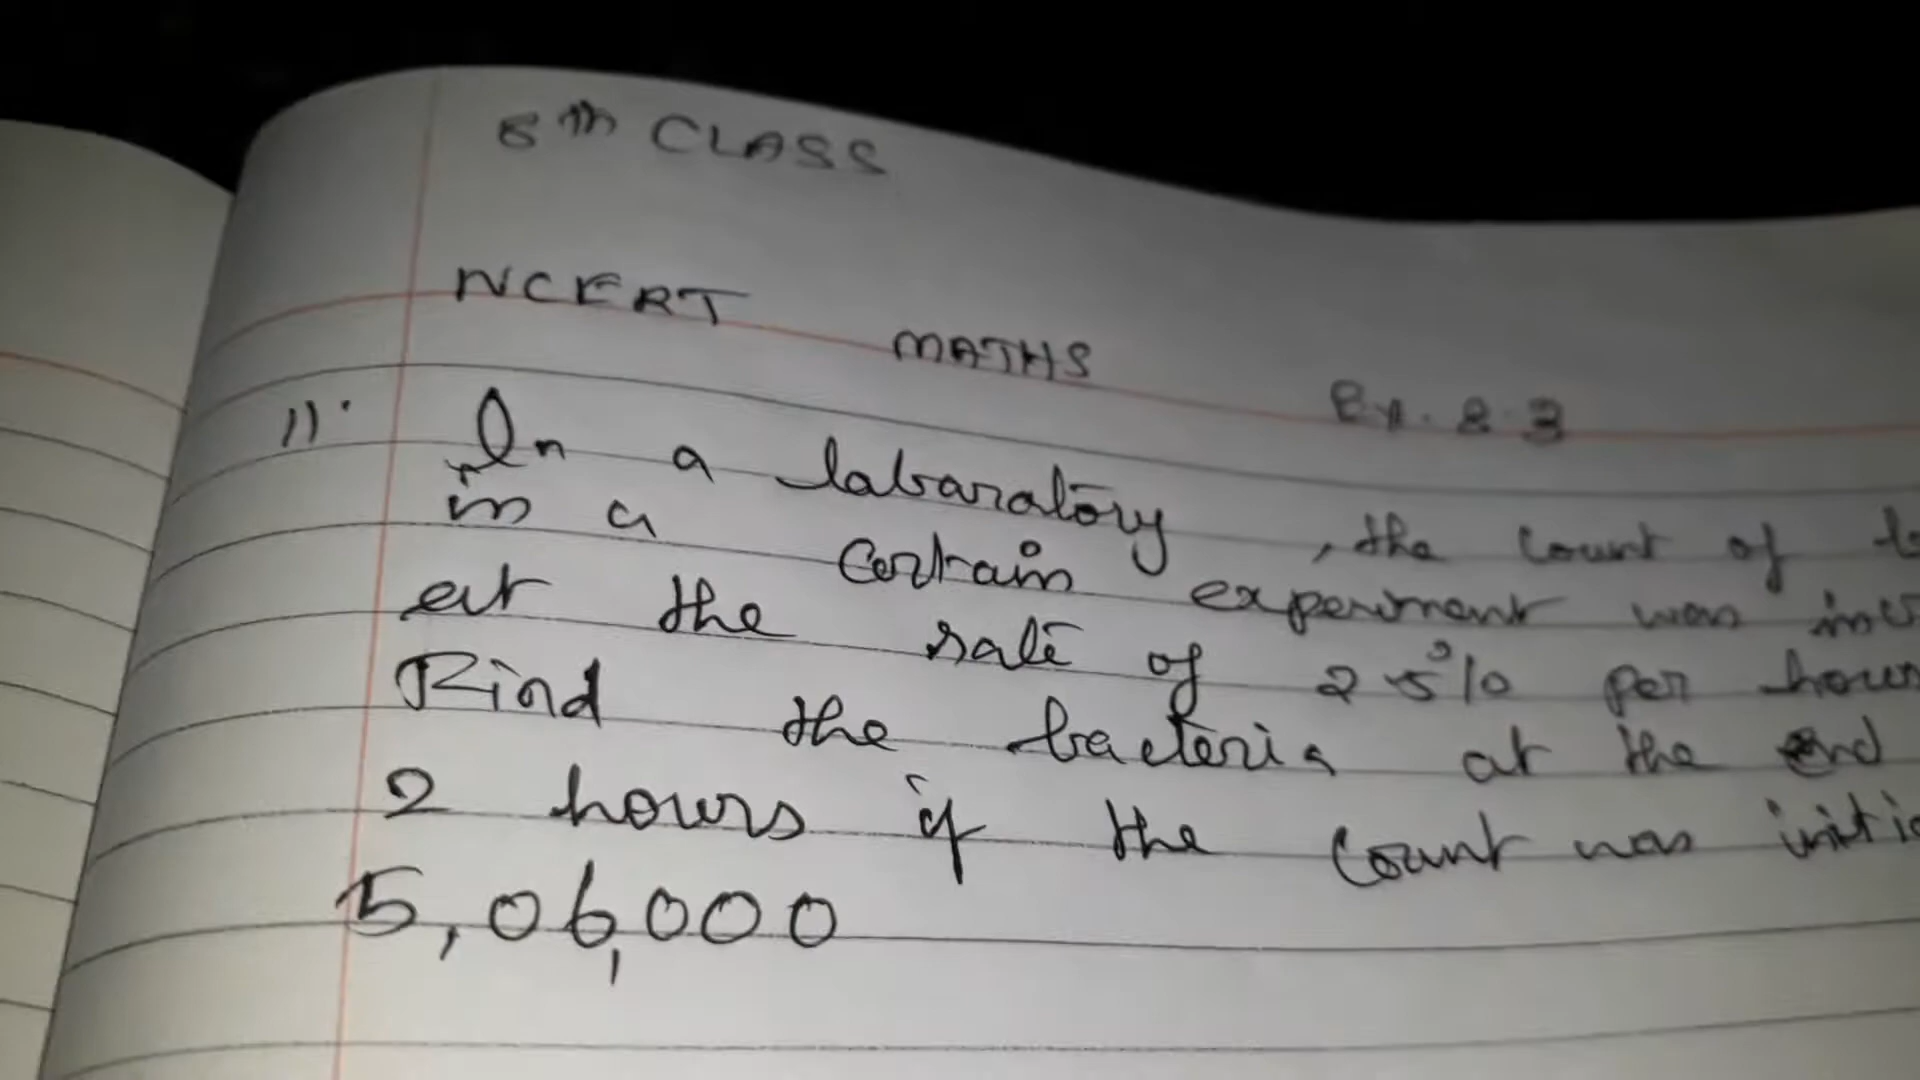 8th CLASS
NCERT MATHS Ex. 8.3
11. In a labaratory, the count of
in a certain experiment was
at the rate of 2.5% per hour
Find the bacteria at the end
2 hours if the count was
5,06,000